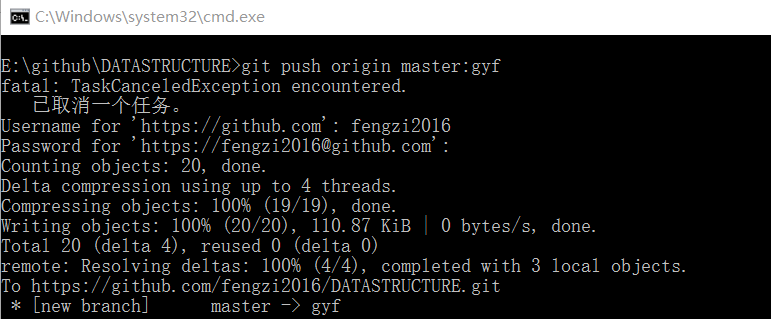 C:\Windows\system32\cmd.exe
E:\github\DATASTRUCTURE>git push origin master:gyf
fatal: TaskCanceledException encountered.
已取消一个任务。
Username for 'https://github.com': fengzi2016
Password for 'https://fengzi2016@github.com':
Counting objects: 20, done.
Delta compression using up to 4 threads.
Compressing objects: 100% (19/19), done.
Writing objects: 100% (20/20), 110.87 KiB | 0 bytes/s, done.
Total 20 (delta 4), reused 0 (delta 0)
remote: Resolving deltas: 100% (4/4), completed with 3 local objects.
To https://github.com/fengzi2016/DATASTRUCTURE.git
* [new branch]      master -> gyf